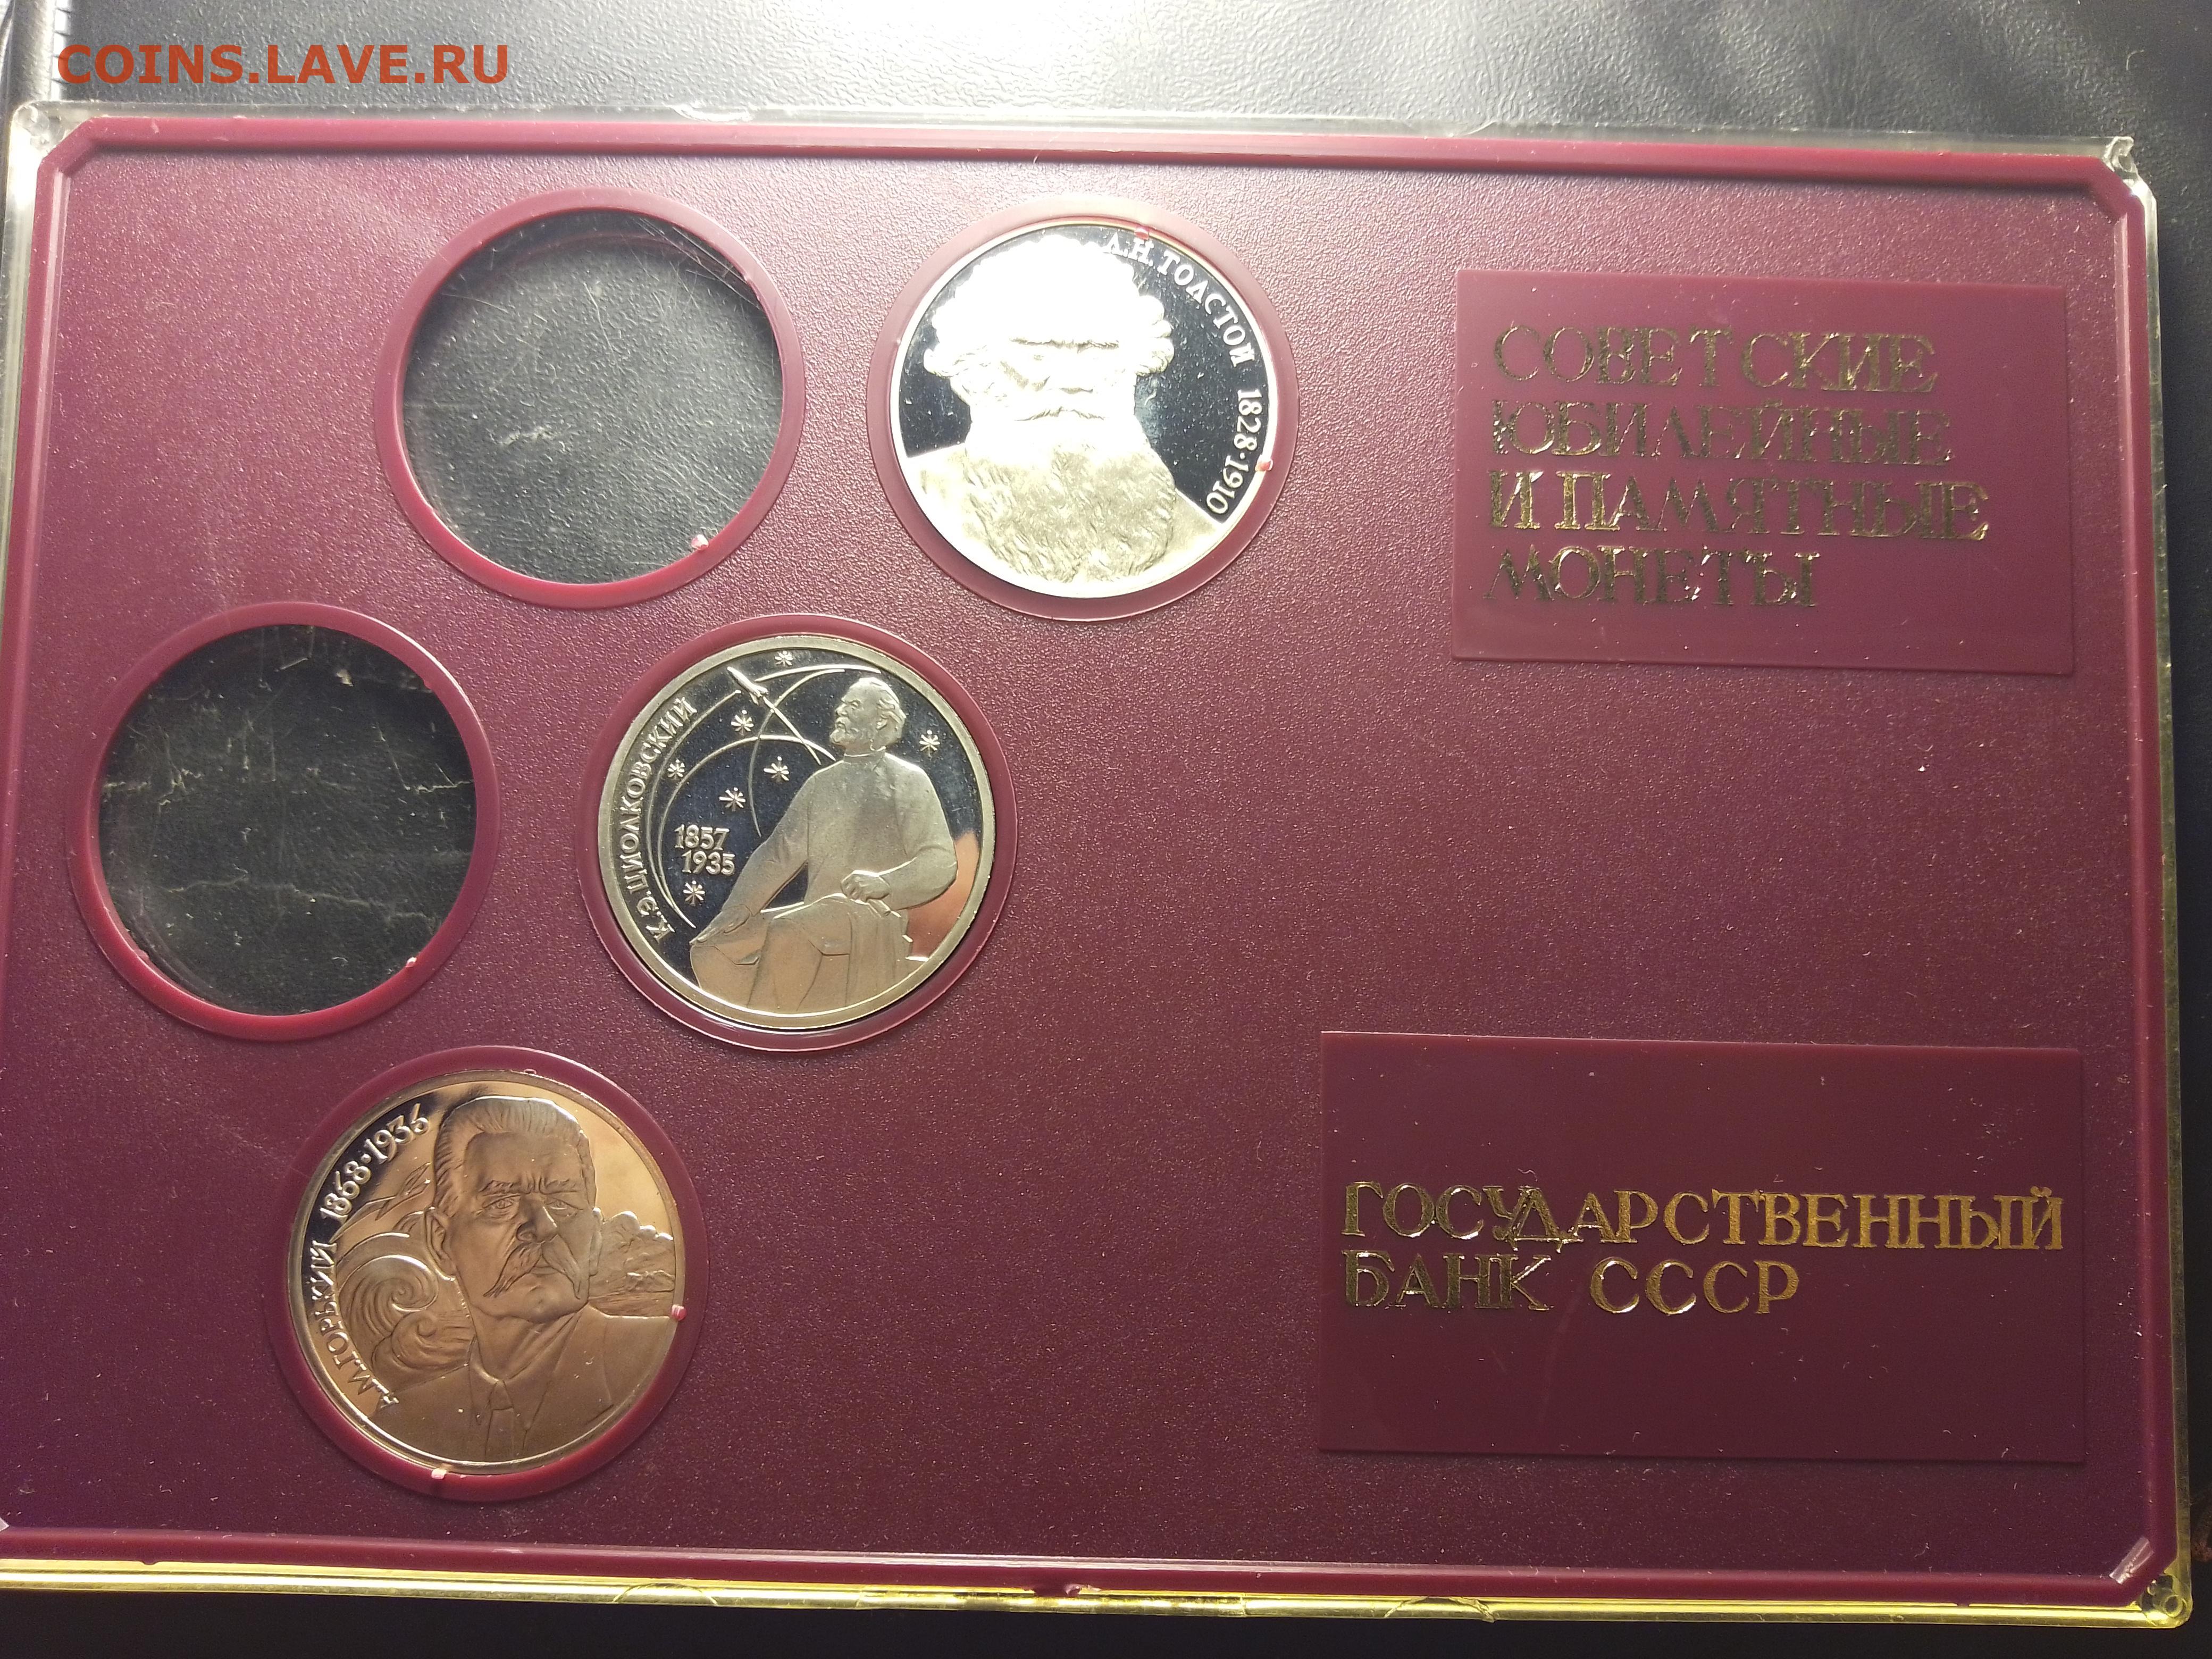 COINS.LAVE.RU
Л.Н.ТОЛСТОЙ 1828·1910
СОВЕТСКИЕ
ЮБИЛЕЙНЫЕ
И ПАМЯТНЫЕ
МОНЕТЫ
К.Э.ЦИОЛКОВСКИЙ
1857
1935
А.М.ГОРЬКИЙ 1868·1936
ГОСУДАРСТВЕННЫЙ
БАНК СССР